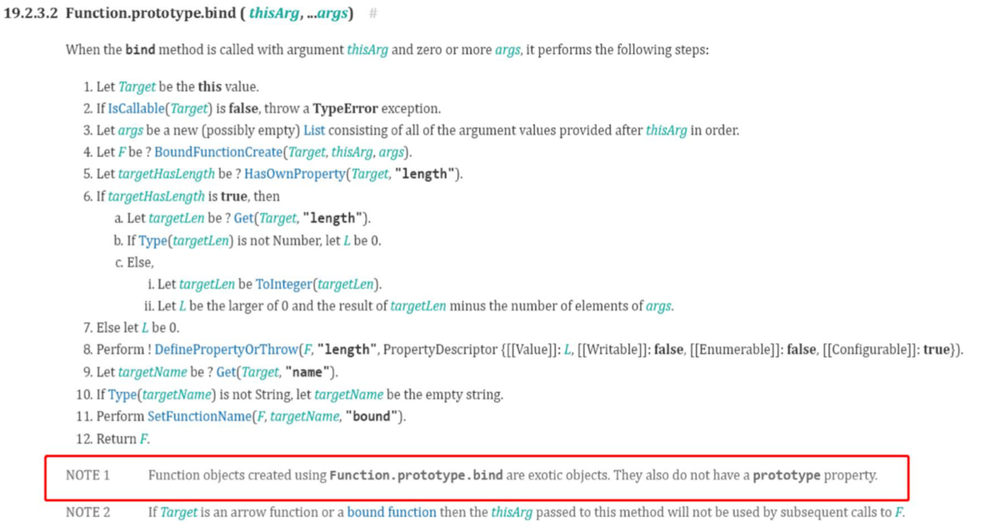 19.2.3.2 Function.prototype.bind ( thisArg, ...args) #
When the bind method is called with argument thisArg and zero or more args, it performs the following steps:
1. Let Target be the this value.
2. If IsCallable(Target) is false, throw a TypeError exception.
3. Let args be a new (possibly empty) List consisting of all of the argument values provided after thisArg in order.
4. Let F be ? BoundFunctionCreate(Target, thisArg, args).
5. Let targetHasLength be ? HasOwnProperty(Target, "length").
6. If targetHasLength is true, then
a. Let targetLen be ? Get(Target, "length").
b. If Type(targetLen) is not Number, let L be 0.
c. Else,
i. Let targetLen be ToInteger(targetLen).
ii. Let L be the larger of 0 and the result of targetLen minus the number of elements of args.
7. Else let L be 0.
8. Perform ! DefinePropertyOrThrow(F, "length", PropertyDescriptor {[[Value]]: L, [[Writable]]: false, [[Enumerable]]: false, [[Configurable]]: true}).
9. Let targetName be ? Get(Target, "name").
10. If Type(targetName) is not String, let targetName be the empty string.
11. Perform SetFunctionName(F, targetName, "bound").
12. Return F.
NOTE 1 Function objects created using Function.prototype.bind are exotic objects. They also do not have a prototype property.
NOTE 2 If Target is an arrow function or a bound function then the thisArg passed to this method will not be used by subsequent calls to F.